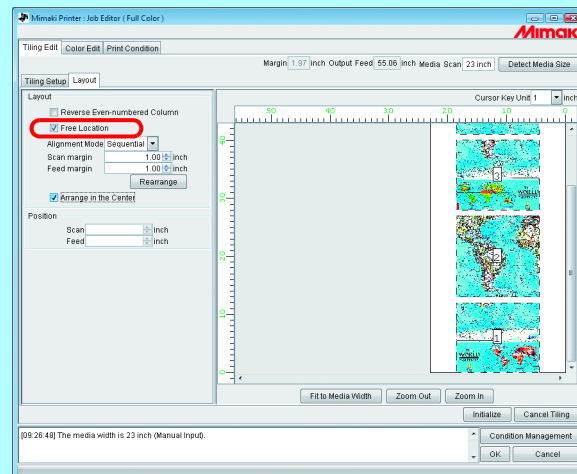 Mimaki Printer : Job Editor ( Full Color )
Mimaki
Tiling Edit Color Edit Print Condition
Margin 1.97 inch Output Feed 55.06 inch Media Scan 23 inch Detect Media Size
Tiling Setup Layout
Layout
Cursor Key Unit 1 inch
Reverse Even-numbered Column
50 40 30 20 10 0
Free Location
Alignment Mode Sequential
40
Scan margin 1.00 inch
Feed margin 1.00 inch
3
Rearrange
Arrange in the Center
30
Position
Scan inch
Feed inch
20
2
10
1
WORLD
0
Fit to Media Width Zoom Out Zoom In
Initialize Cancel Tiling
[09:26:48] The media width is 23 inch (Manual Input).
Condition Management
OK Cancel